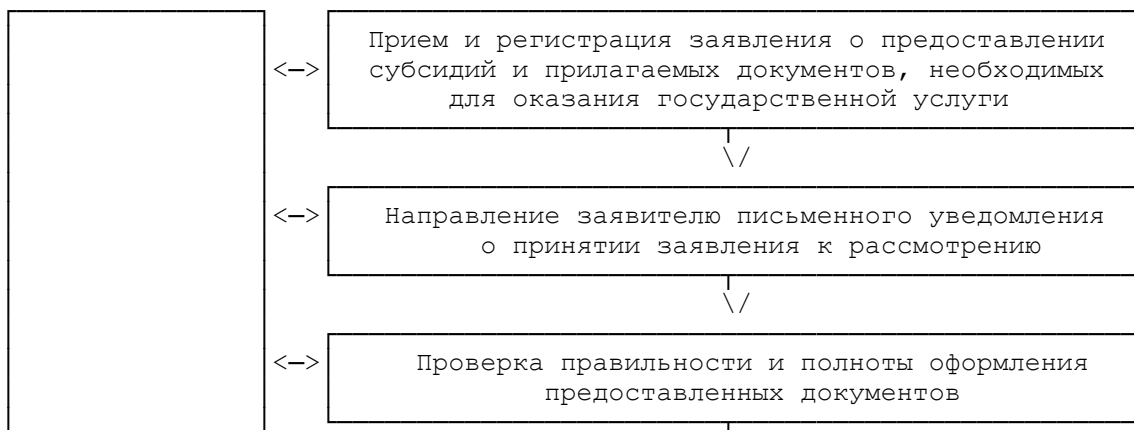 <—> Прием и регистрация заявления о предоставлении
субсидий и прилагаемых документов, необходимых
для оказания государственной услуги
\/
<—> Направление заявителю письменного уведомления
о принятии заявления к рассмотрению
\/
<—> Проверка правильности и полноты оформления
предоставленных документов